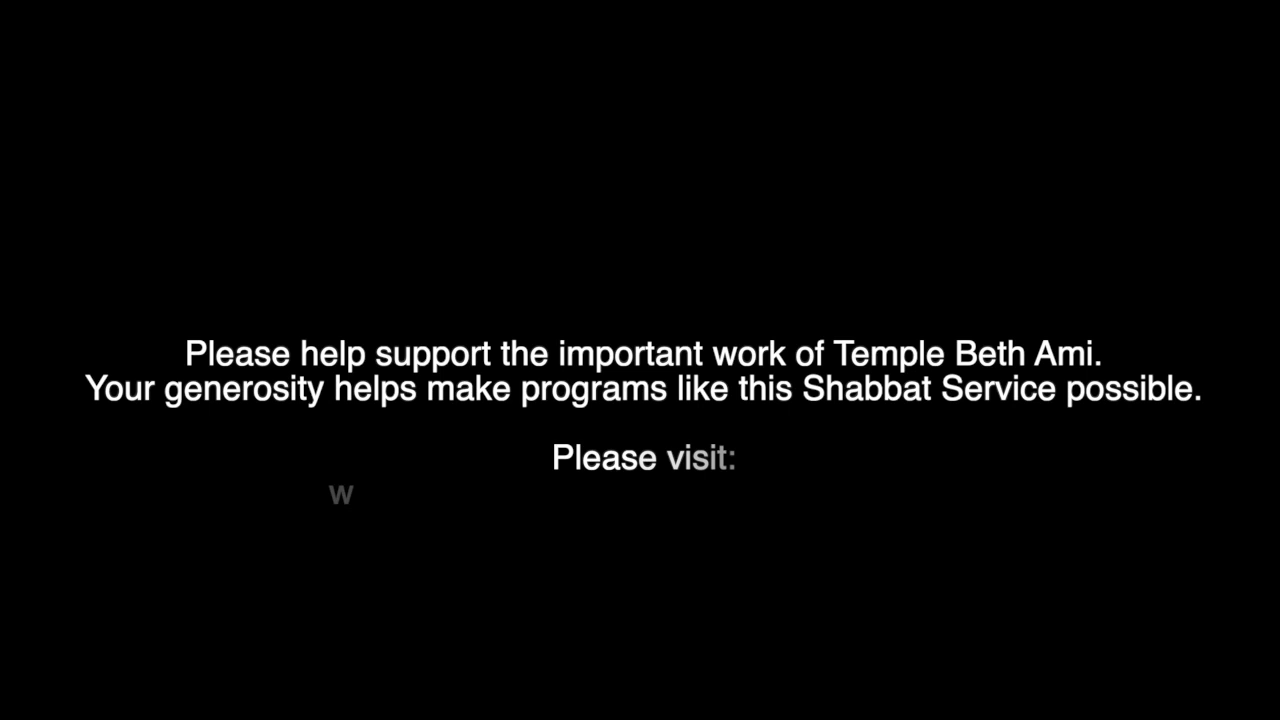 Please help support the important work of Temple Beth Ami.
Your generosity helps make programs like this Shabbat Service possible.
Please visit:
w